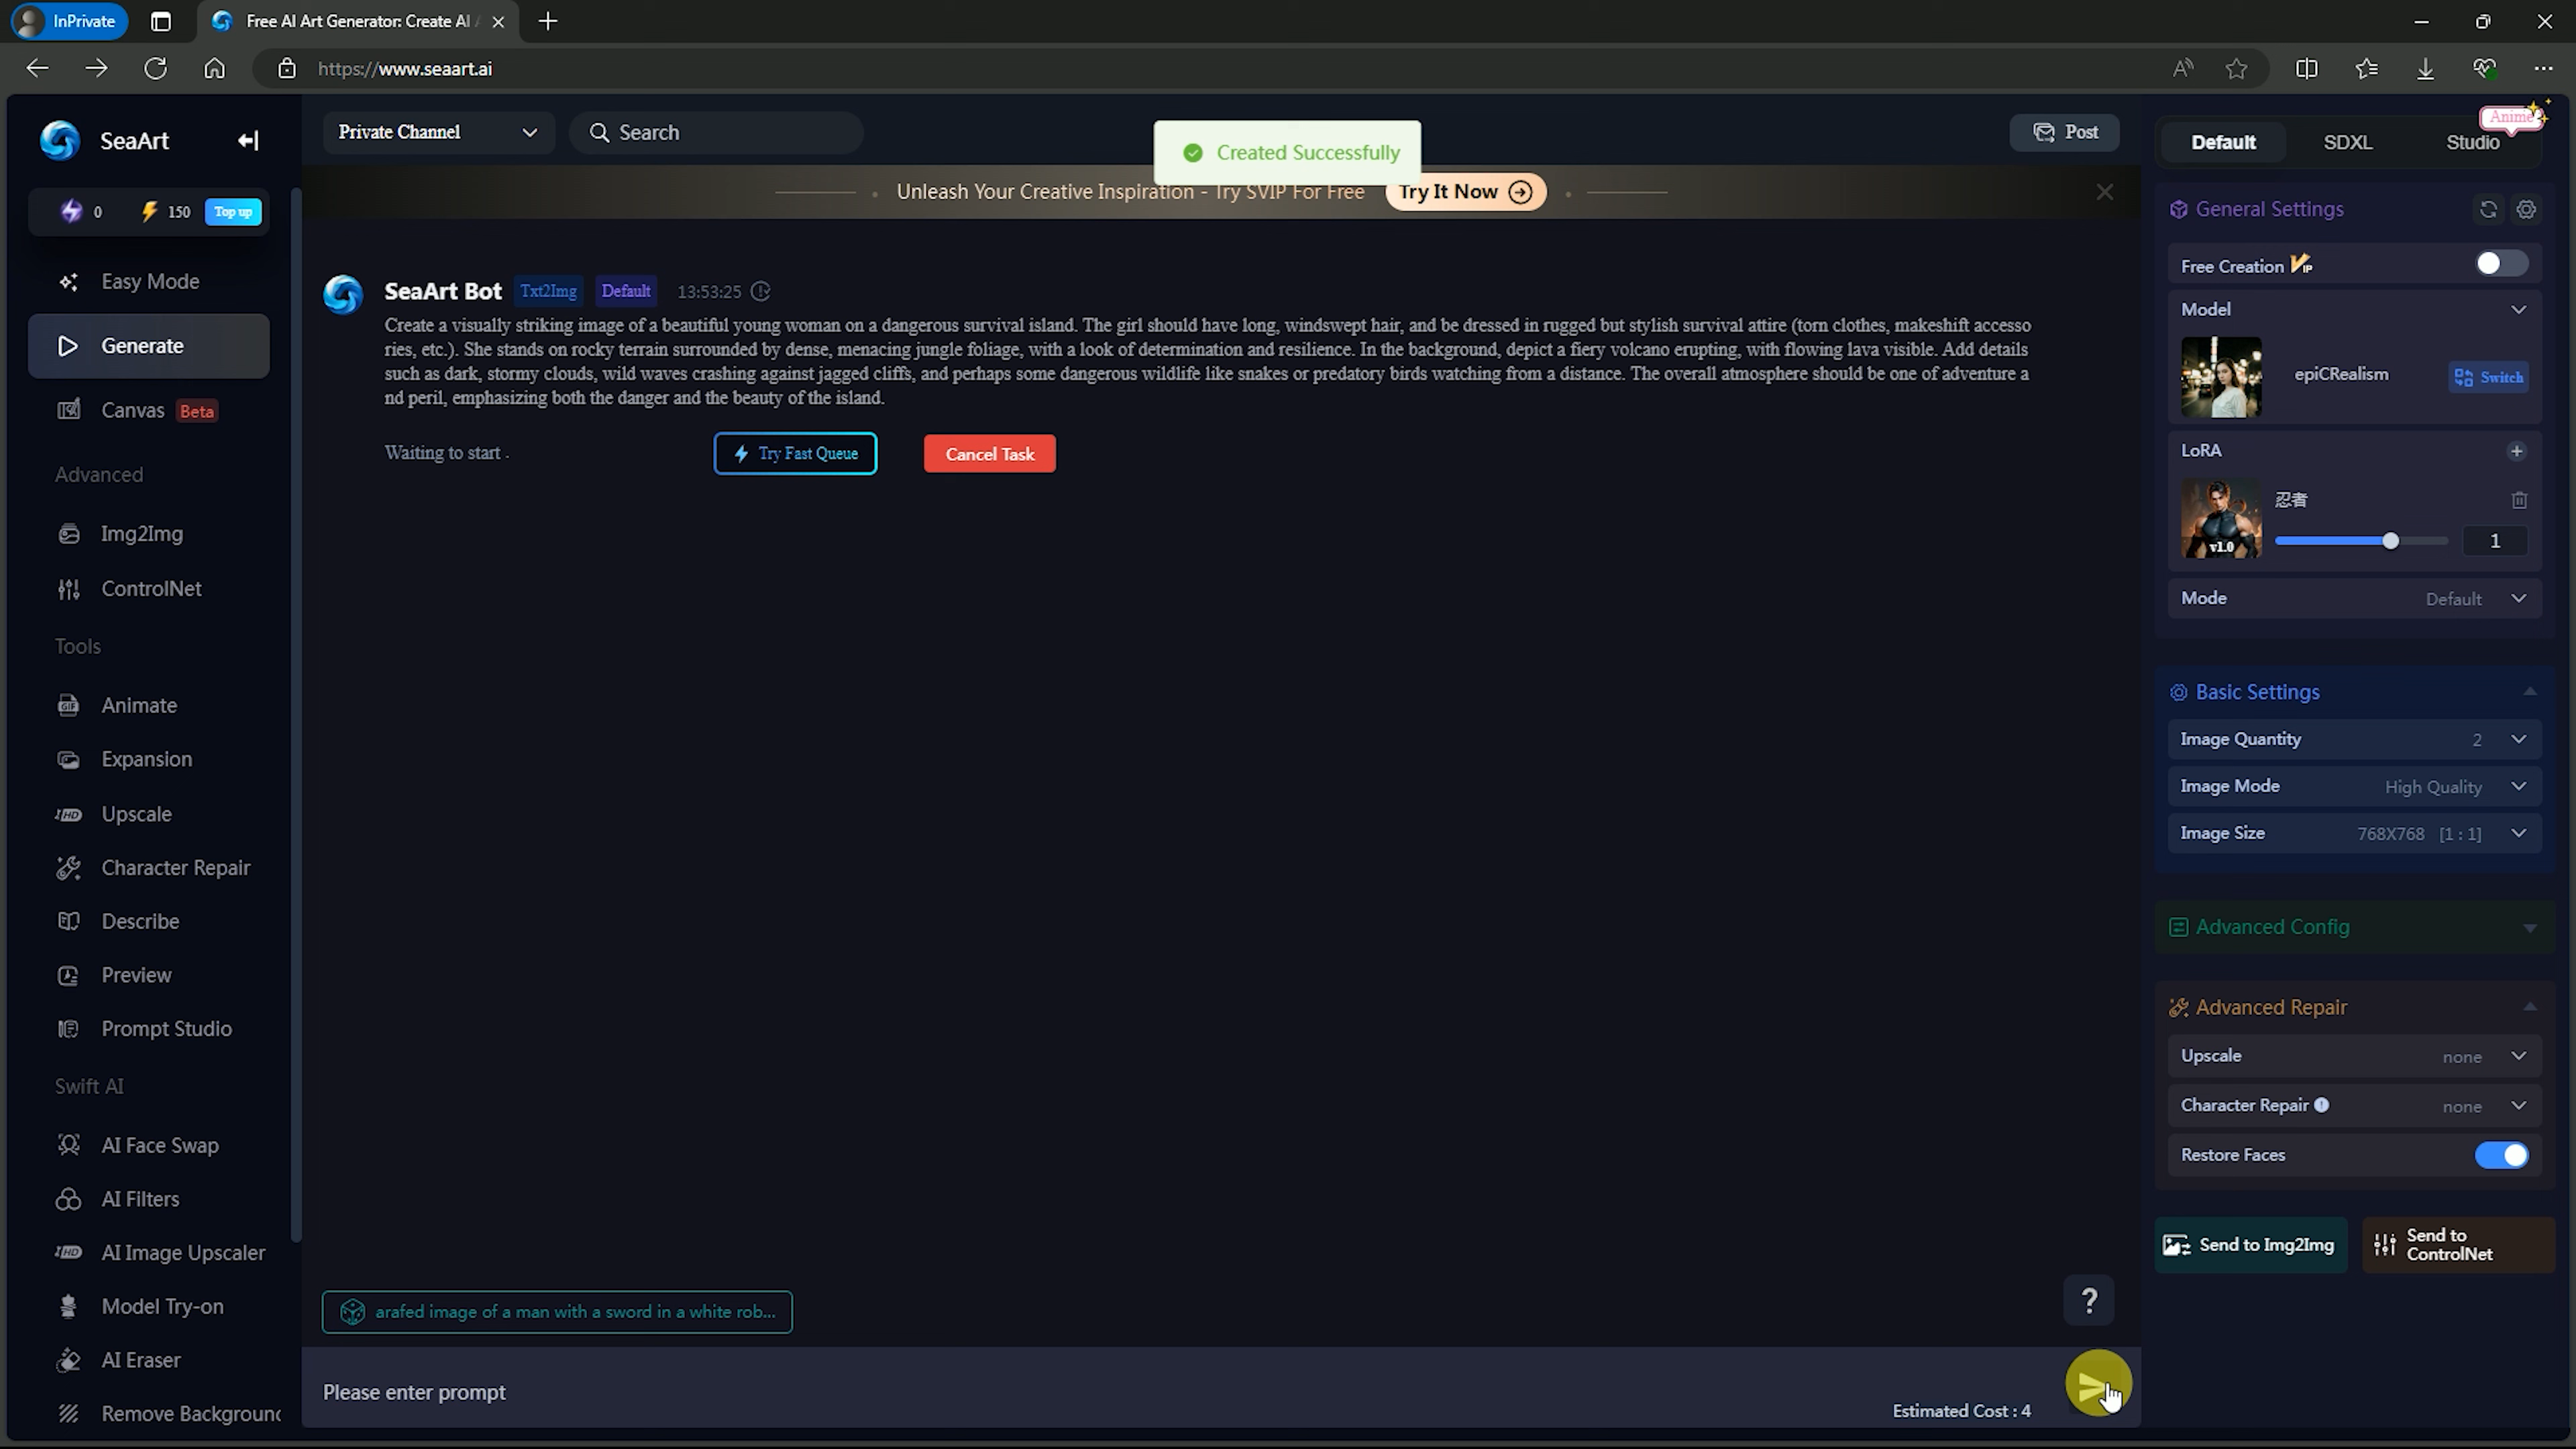 InPrivate
Free AI Art Generator: Create AI
https://www.seaart.ai
SeaArt
0
150
Top up
Easy Mode
Generate
Canvas Beta
Advanced
Img2Img
ControlNet
Tools
Animate
Expansion
Upscale
Character Repair
Describe
Preview
Prompt Studio
Swift AI
AI Face Swap
AI Filters
AI Image Upscaler
Model Try-on
AI Eraser
Remove Background
Private Channel
Search
Post
Created Successfully
Unleash Your Creative Inspiration - Try SVIP For Free
Try It Now
SeaArt Bot Txt2Img Default 13:53:25
Create a visually striking image of a beautiful young woman on a dangerous survival island. The girl should have long, windswept hair, and be dressed in rugged but stylish survival attire (torn clothes, makeshift accesso
ries, etc.). She stands on rocky terrain surrounded by dense, menacing jungle foliage, with a look of determination and resilience. In the background, depict a fiery volcano erupting, with flowing lava visible. Add details
such as dark, stormy clouds, wild waves crashing against jagged cliffs, and perhaps some dangerous wildlife like snakes or predatory birds watching from a distance. The overall atmosphere should be one of adventure a
nd peril, emphasizing both the danger and the beauty of the island.
Waiting to start .
Try Fast Queue
Cancel Task
arafed image of a man with a sword in a white rob...
?
Please enter prompt
Estimated Cost : 4
Anime
Default
SDXL
Studio
General Settings
Free Creation VIP
Model
epiCRealism
Switch
LoRA
忍者
v1.0
1
Mode
Default
Basic Settings
Image Quantity
2
Image Mode
High Quality
Image Size
768X768 [1 : 1]
Advanced Config
Advanced Repair
Upscale
none
Character Repair
none
Restore Faces
Send to Img2Img
Send to
ControlNet